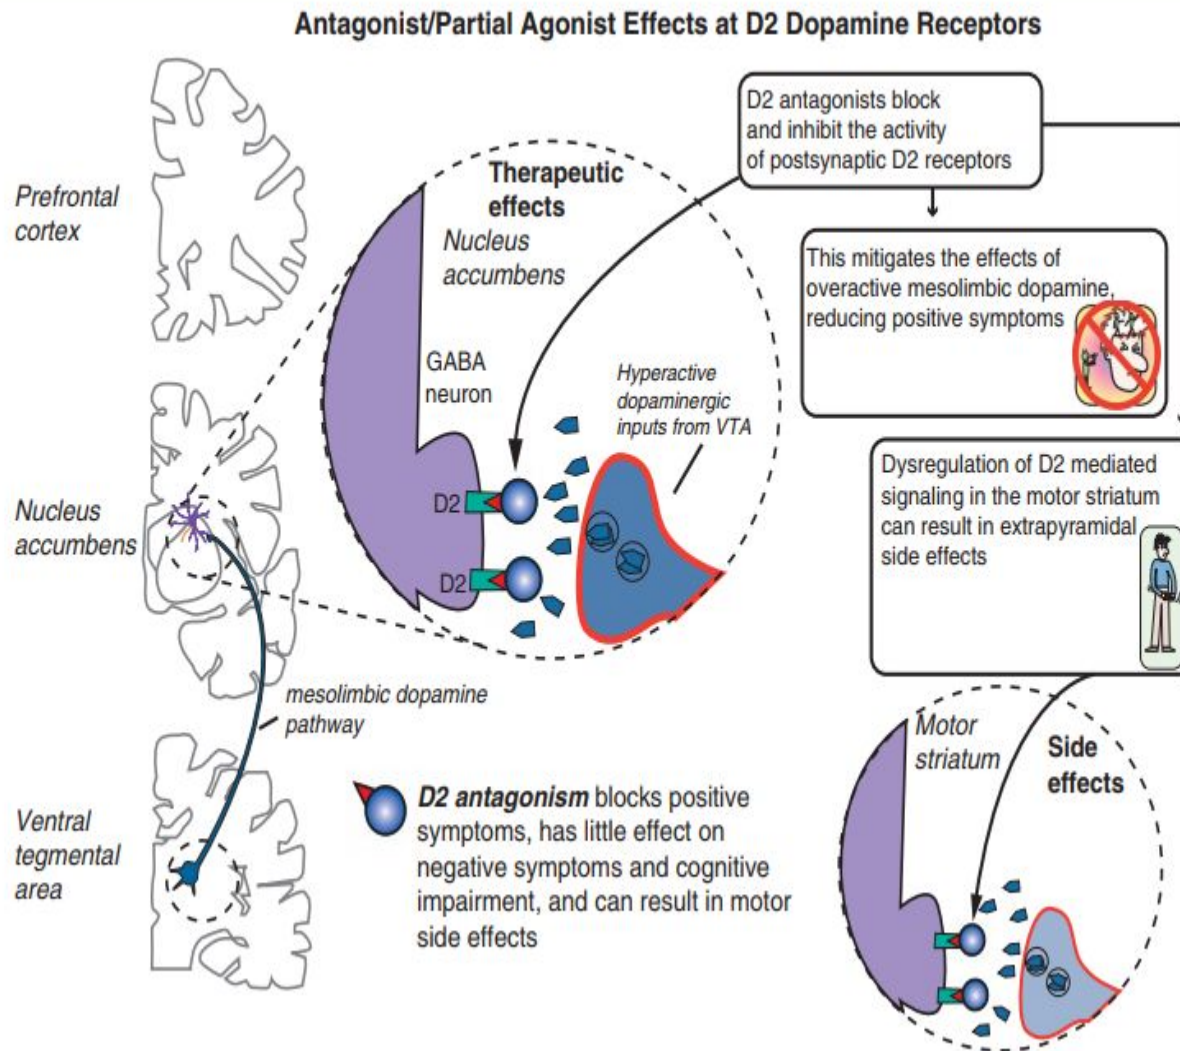 Antagonist/Partial Agonist Effects at D2 Dopamine Receptors
Prefrontal
cortex
Nucleus
accumbens
Ventral
tegmental
area
mesolimbic dopamine
pathway
Therapeutic
effects
Nucleus
accumbens
GABA
neuron
Hyperactive
dopaminergic
inputs from VTA
D2
D2
D2 antagonists block
and inhibit the activity
of postsynaptic D2 receptors
This mitigates the effects of
overactive mesolimbic dopamine,
reducing positive symptoms
Dysregulation of D2 mediated
signaling in the motor striatum
can result in extrapyramidal
side effects
D2 antagonism blocks positive
symptoms, has little effect on
negative symptoms and cognitive
impairment, and can result in motor
side effects
Motor
striatum
Side
effects